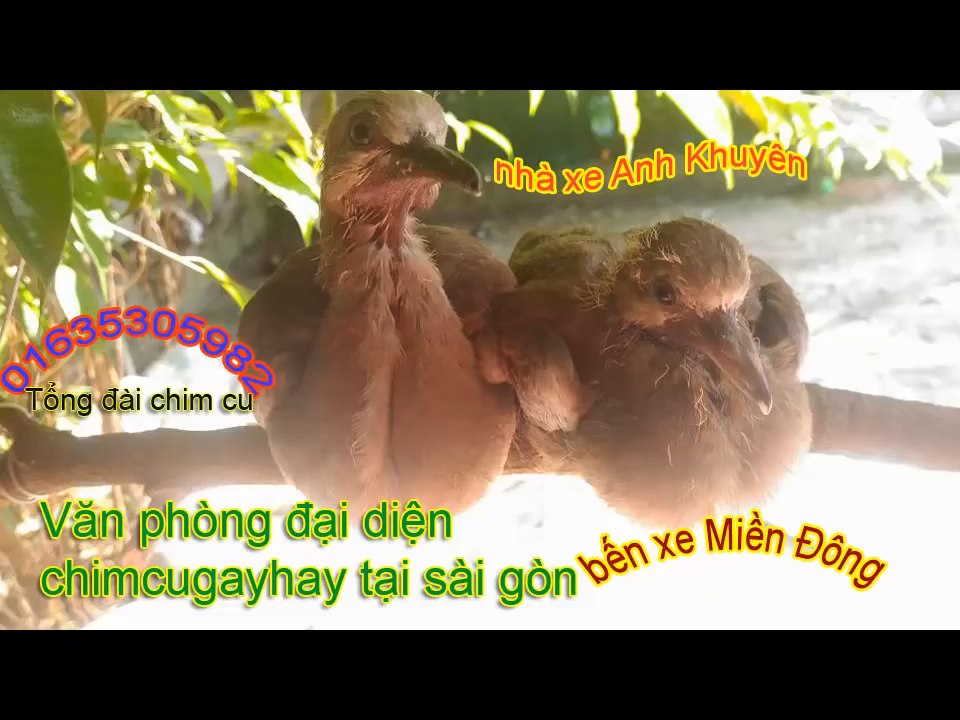 nhà xe Anh Khuyên
01635305982
Tổng đài chim cu
Văn phòng đại diện
chimcugayhay tại sài gòn
bến xe Miền Đông